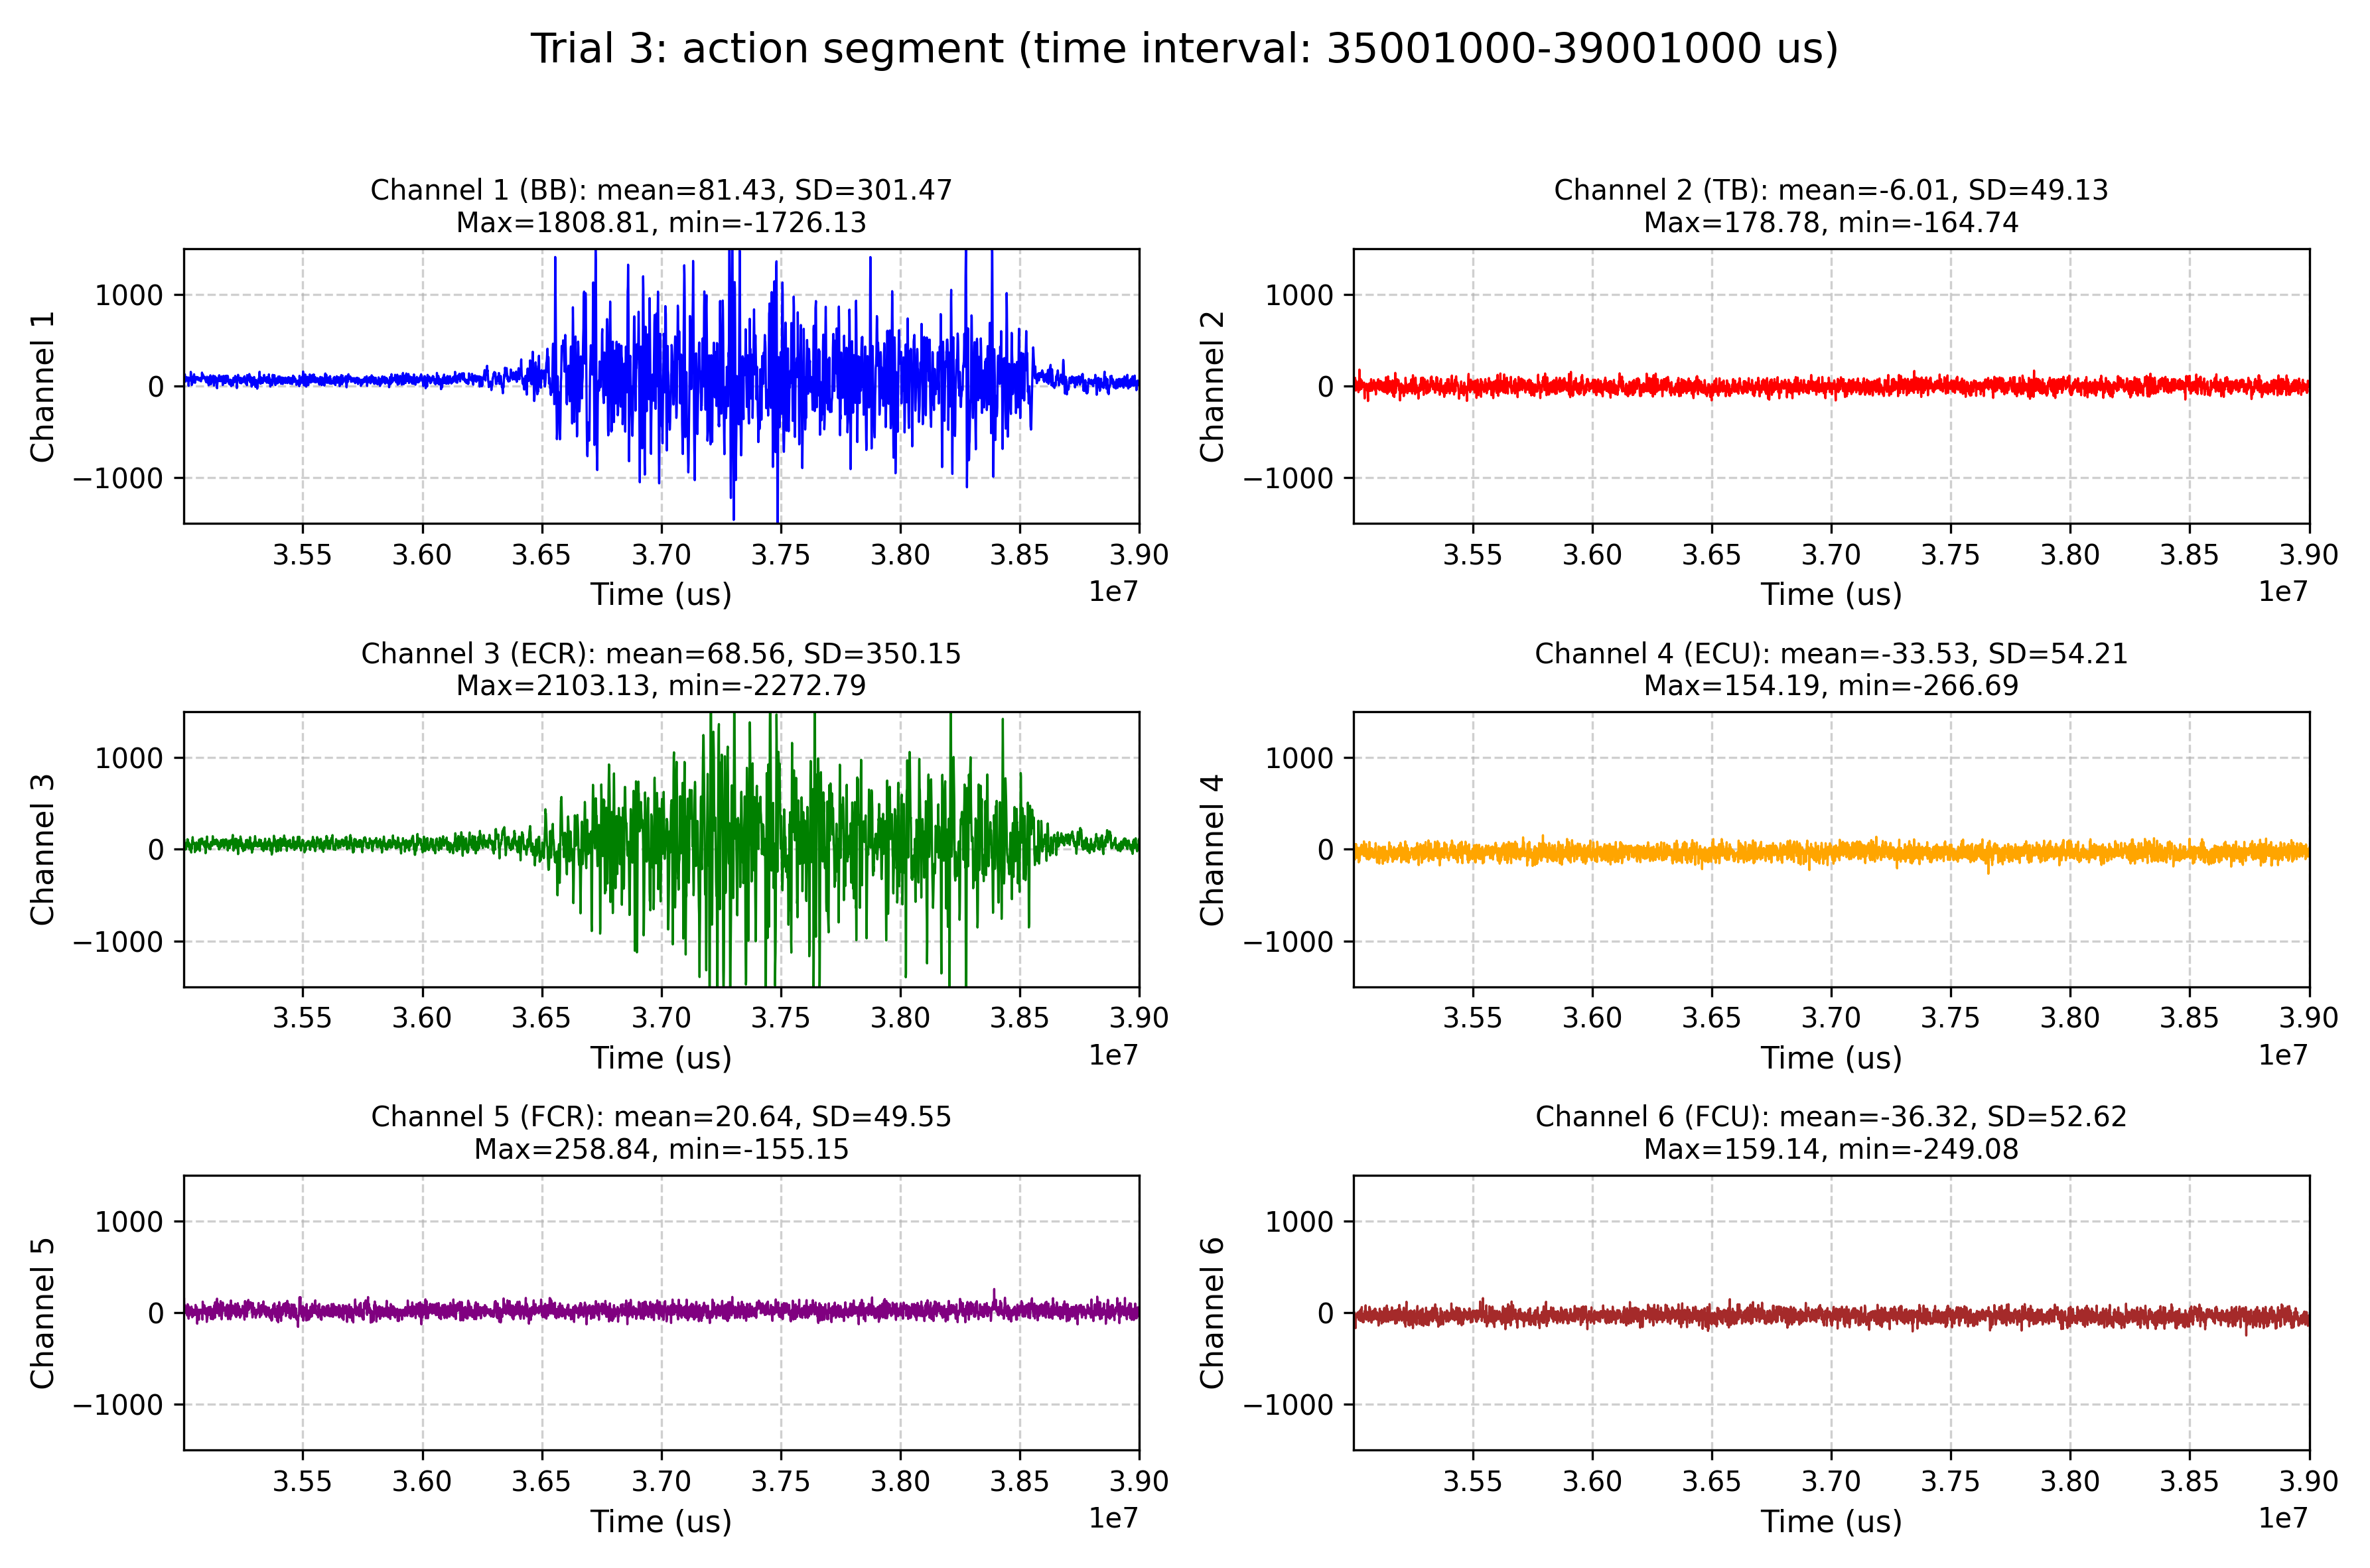 Trial 3: action segment (time interval: 35001000-39001000 us)
Channel 1 (BB): mean=81.43, SD=301.47
Max=1808.81, min=-1726.13
Channel 1
1000
0
−1000
3.55 3.60 3.65 3.70 3.75 3.80 3.85 3.90
1e7
Time (us)
Channel 2 (TB): mean=-6.01, SD=49.13
Max=178.78, min=-164.74
Channel 2
1000
0
−1000
3.55 3.60 3.65 3.70 3.75 3.80 3.85 3.90
1e7
Time (us)
Channel 3 (ECR): mean=68.56, SD=350.15
Max=2103.13, min=-2272.79
Channel 3
1000
0
−1000
3.55 3.60 3.65 3.70 3.75 3.80 3.85 3.90
1e7
Time (us)
Channel 4 (ECU): mean=-33.53, SD=54.21
Max=154.19, min=-266.69
Channel 4
1000
0
−1000
3.55 3.60 3.65 3.70 3.75 3.80 3.85 3.90
1e7
Time (us)
Channel 5 (FCR): mean=20.64, SD=49.55
Max=258.84, min=-155.15
Channel 5
1000
0
−1000
3.55 3.60 3.65 3.70 3.75 3.80 3.85 3.90
1e7
Time (us)
Channel 6 (FCU): mean=-36.32, SD=52.62
Max=159.14, min=-249.08
Channel 6
1000
0
−1000
3.55 3.60 3.65 3.70 3.75 3.80 3.85 3.90
1e7
Time (us)